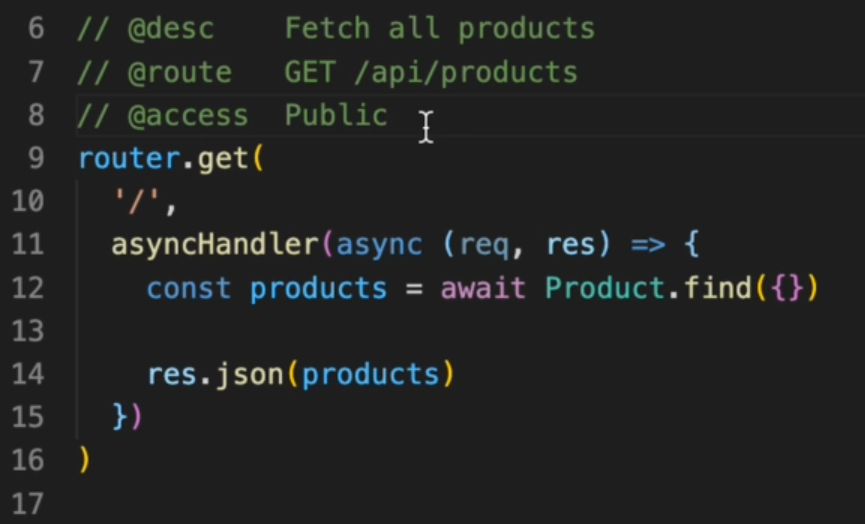 6 // @desc    Fetch all products
7 // @route   GET /api/products
8 // @access  Public
9 router.get(
10   '/',
11   asyncHandler(async (req, res) => {
12     const products = await Product.find({})
13
14     res.json(products)
15   })
16 )
17